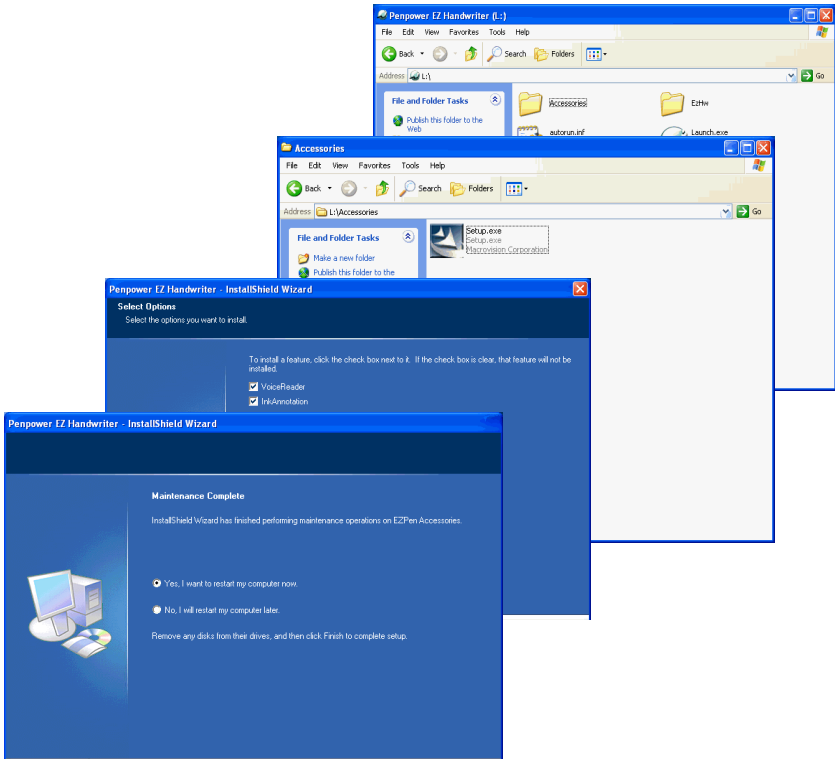 Penpower EZ Handwriter (L:)
File Edit View Favorites Tools Help
Back Search Folders
Address L:\ Go
File and Folder Tasks
Publish this folder to the
Web
Accessories EzHw
autorun.inf Launch.exe
Accessories
File Edit View Favorites Tools Help
Back Search Folders
Address L:\Accessories Go
File and Folder Tasks
Make a new folder
Publish this folder to the
Setup.exe
Setup.exe
Macrovision Corporation
Penpower EZ Handwriter - InstallShield Wizard
Select Options
Select the options you want to install.
To install a feature, click the check box next to it. If the check box is clear, that feature will not be
installed.
VoiceReader
InkAnnotation
Penpower EZ Handwriter - InstallShield Wizard
Maintenance Complete
InstallShield Wizard has finished performing maintenance operations on EZPen Accessories.
Yes, I want to restart my computer now.
No, I will restart my computer later.
Remove any disks from their drives, and then click Finish to complete setup.